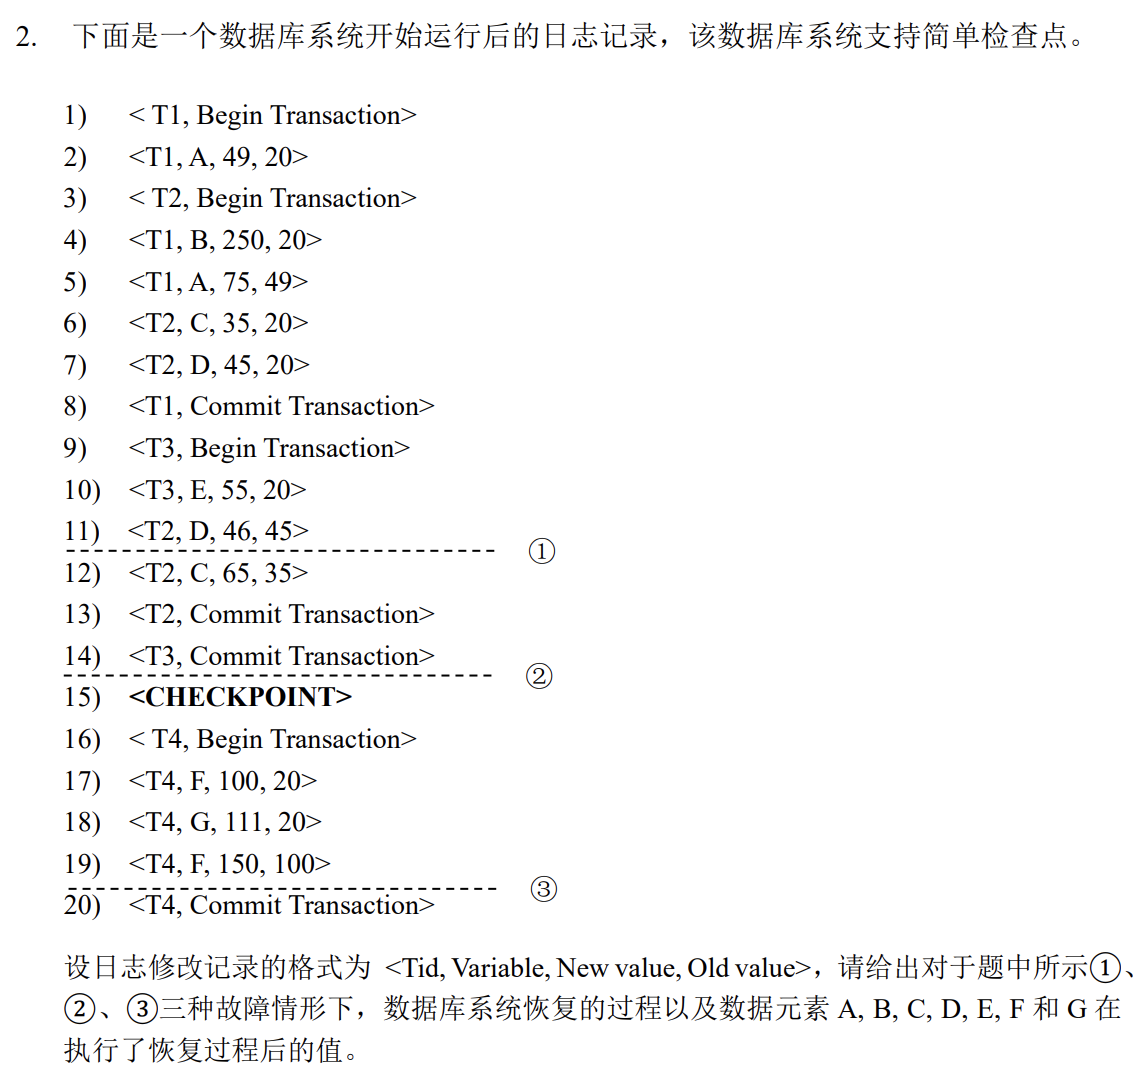 2. 下面是一个数据库系统开始运行后的日志记录，该数据库系统支持简单检查点。
1) < T1, Begin Transaction>
2) <T1, A, 49, 20>
3) < T2, Begin Transaction>
4) <T1, B, 250, 20>
5) <T1, A, 75, 49>
6) <T2, C, 35, 20>
7) <T2, D, 45, 20>
8) <T1, Commit Transaction>
9) <T3, Begin Transaction>
10) <T3, E, 55, 20>
11) <T2, D, 46, 45>
①
12) <T2, C, 65, 35>
13) <T2, Commit Transaction>
14) <T3, Commit Transaction>
②
15) <CHECKPOINT>
16) < T4, Begin Transaction>
17) <T4, F, 100, 20>
18) <T4, G, 111, 20>
19) <T4, F, 150, 100>
③
20) <T4, Commit Transaction>
设日志修改记录的格式为 <Tid, Variable, New value, Old value>，请给出对于题中所示①、
②、③三种故障情形下，数据库系统恢复的过程以及数据元素 A, B, C, D, E, F 和 G 在
执行了恢复过程后的值。